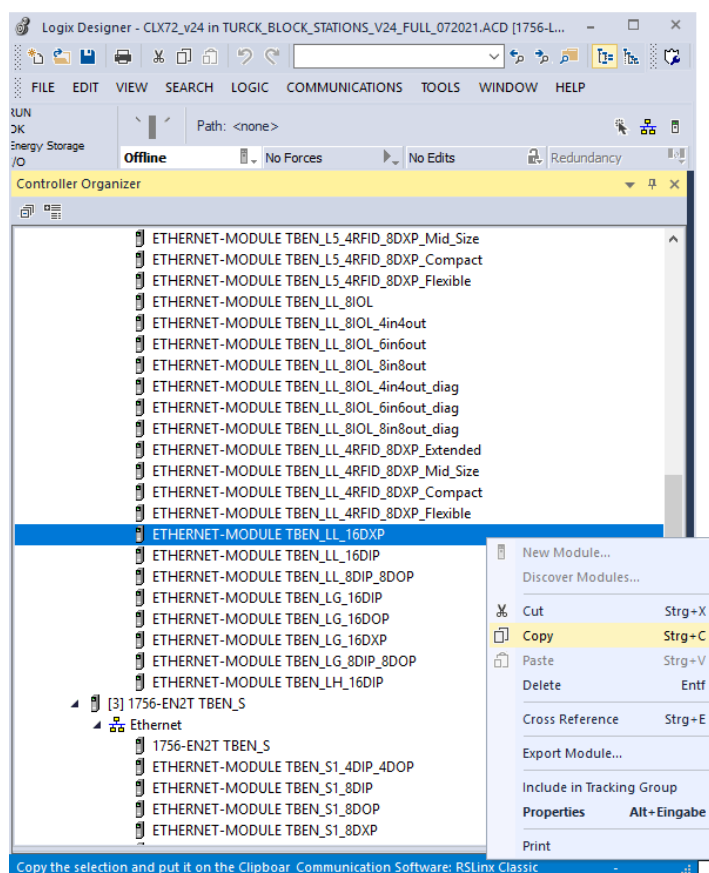 Logix Designer - CLX72_v24 in TURCK_BLOCK_STATIONS_V24_FULL_072021.ACD [1756-L...
FILE EDIT VIEW SEARCH LOGIC COMMUNICATIONS TOOLS WINDOW HELP
RUN
OK
Energy Storage
I/O
Path: <none>
Offline No Forces No Edits Redundancy
Controller Organizer
ETHERNET-MODULE TBEN_L5_4RFID_8DXP_Mid_Size
ETHERNET-MODULE TBEN_L5_4RFID_8DXP_Compact
ETHERNET-MODULE TBEN_L5_4RFID_8DXP_Flexible
ETHERNET-MODULE TBEN_LL_8IOL
ETHERNET-MODULE TBEN_LL_8IOL_4in4out
ETHERNET-MODULE TBEN_LL_8IOL_6in6out
ETHERNET-MODULE TBEN_LL_8IOL_8in8out
ETHERNET-MODULE TBEN_LL_8IOL_4in4out_diag
ETHERNET-MODULE TBEN_LL_8IOL_6in6out_diag
ETHERNET-MODULE TBEN_LL_8IOL_8in8out_diag
ETHERNET-MODULE TBEN_LL_4RFID_8DXP_Extended
ETHERNET-MODULE TBEN_LL_4RFID_8DXP_Mid_Size
ETHERNET-MODULE TBEN_LL_4RFID_8DXP_Compact
ETHERNET-MODULE TBEN_LL_4RFID_8DXP_Flexible
ETHERNET-MODULE TBEN_LL_16DXP
ETHERNET-MODULE TBEN_LL_16DIP
ETHERNET-MODULE TBEN_LL_8DIP_8DOP
ETHERNET-MODULE TBEN_LG_16DIP
ETHERNET-MODULE TBEN_LG_16DOP
ETHERNET-MODULE TBEN_LG_16DXP
ETHERNET-MODULE TBEN_LG_8DIP_8DOP
ETHERNET-MODULE TBEN_LH_16DIP
[3] 1756-EN2T TBEN_S
Ethernet
1756-EN2T TBEN_S
ETHERNET-MODULE TBEN_S1_4DIP_4DOP
ETHERNET-MODULE TBEN_S1_8DIP
ETHERNET-MODULE TBEN_S1_8DOP
ETHERNET-MODULE TBEN_S1_8DXP
New Module...
Discover Modules...
Cut Strg+X
Copy Strg+C
Paste Strg+V
Delete Entf
Cross Reference Strg+E
Export Module...
Include in Tracking Group
Properties Alt+Eingabe
Print
Copy the selection and put it on the Clipboar Communication Software: RSLinx Classic -